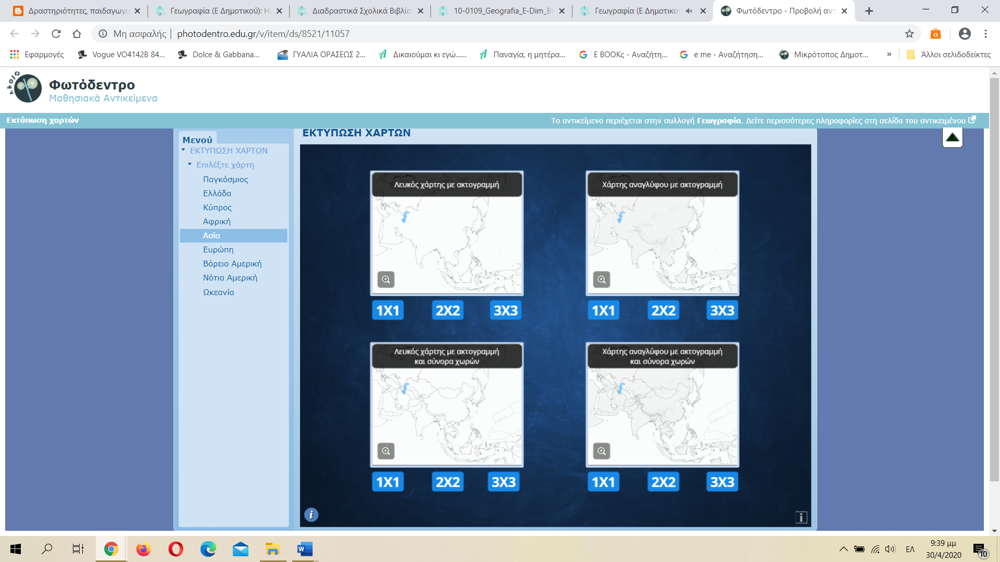 Δραστηριότητες, παιδαγωγι
Γεωγραφία (Ε Δημοτικού): Ηλ
Διαδραστικά Σχολικά Βιβλία
10-0109_Geografia_E-Dim_BI
Γεωγραφία (Ε Δημοτικού
Φωτόδεντρο - Προβολή αντ
Μη ασφαλής | photodentro.edu.gr/v/item/ds/8521/11057
Εφαρμογές
Vogue VO4142B 84...
Dolce & Gabbana...
ΓΥΑΛΙΑ ΟΡΑΣΕΩΣ 2...
Δικαιούμαι κι εγώ......
Παναγία, η μητέρα...
E BOOKς - Αναζήτη...
e me - Αναζήτηση...
Μικρότοπος Δημοτ...
»
Άλλοι σελιδοδείκτες
Φωτόδεντρο
Μαθησιακά Αντικείμενα
Εκτύπωση χαρτών
Το αντικείμενο περιέχεται στην συλλογή Γεωγραφία. Δείτε περισσότερες πληροφορίες στη σελίδα του αντικειμένου
Μενού
ΕΚΤΥΠΩΣΗ ΧΑΡΤΩΝ
Επιλέξτε χάρτη
Παγκόσμιος
Ελλάδα
Κύπρος
Αφρική
Ασία
Ευρώπη
Βόρεια Αμερική
Νότια Αμερική
Ωκεανία
ΕΚΤΥΠΩΣΗ ΧΑΡΤΩΝ
Λευκός χάρτης με ακτογραμμή
1X1 2X2 3X3
Χάρτης αναγλύφου με ακτογραμμή
1X1 2X2 3X3
Λευκός χάρτης με ακτογραμμή
και σύνορα χωρών
1X1 2X2 3X3
Χάρτης αναγλύφου με ακτογραμμή
και σύνορα χωρών
1X1 2X2 3X3
i
i
ΕΛ
9:39 μμ
30/4/2020
10